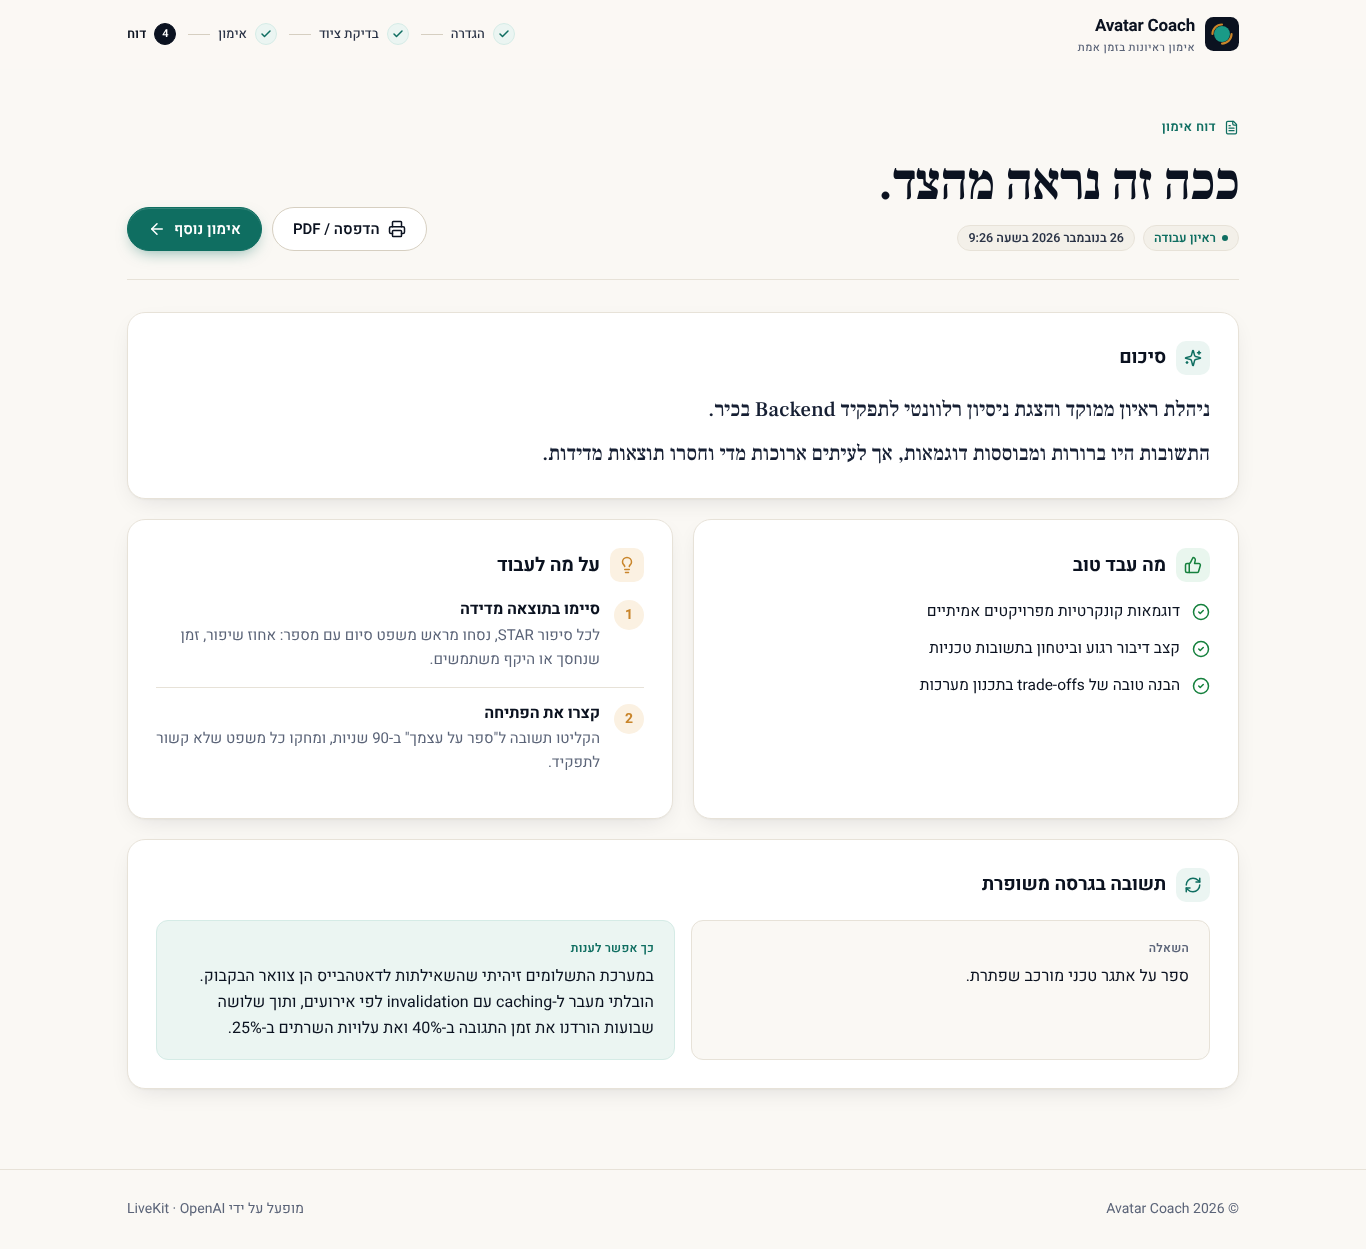 Avatar Coach
אימון ראיונות בזמן אמת
הגדרה
בדיקת ציוד
אימון
4 דוח
דוח אימון
ככה זה נראה מהצד.
ראיון עבודה
26 בנובמבר 2026 בשעה 9:26
הדפסה / PDF
אימון נוסף
סיכום
ניהלת ראיון ממוקד והצגת ניסיון רלוונטי לתפקיד Backend בכיר.
התשובות היו ברורות ומבוססות דוגמאות, אך לעיתים ארוכות מדי וחסרו תוצאות מדידות.
מה עבד טוב
דוגמאות קונקרטיות מפרויקטים אמיתיים
קצב דיבור רגוע וביטחון בתשובות טכניות
הבנה טובה של trade-offs בתכנון מערכות
על מה לעבוד
1 סיימו בתוצאה מדידה
לכל סיפור STAR, נסחו מראש משפט סיום עם מספר: אחוז שיפור, זמן
שנחסך או היקף משתמשים.
2 קצרו את הפתיחה
הקליטו תשובה ל"ספר על עצמך" ב-90 שניות, ומחקו כל משפט שלא קשור
לתפקיד.
תשובה בגרסה משופרת
השאלה
ספר על אתגר טכני מורכב שפתרת.
כך אפשר לענות
במערכת התשלומים זיהיתי שהשאילתות לדאטהבייס הן צוואר הבקבוק.
הובלתי מעבר ל-caching עם invalidation לפי אירועים, ותוך שלושה
שבועות הורדנו את זמן התגובה ב-40% ואת עלויות השרתים ב-25%.
© 2026 Avatar Coach
מופעל על ידי LiveKit · OpenAI